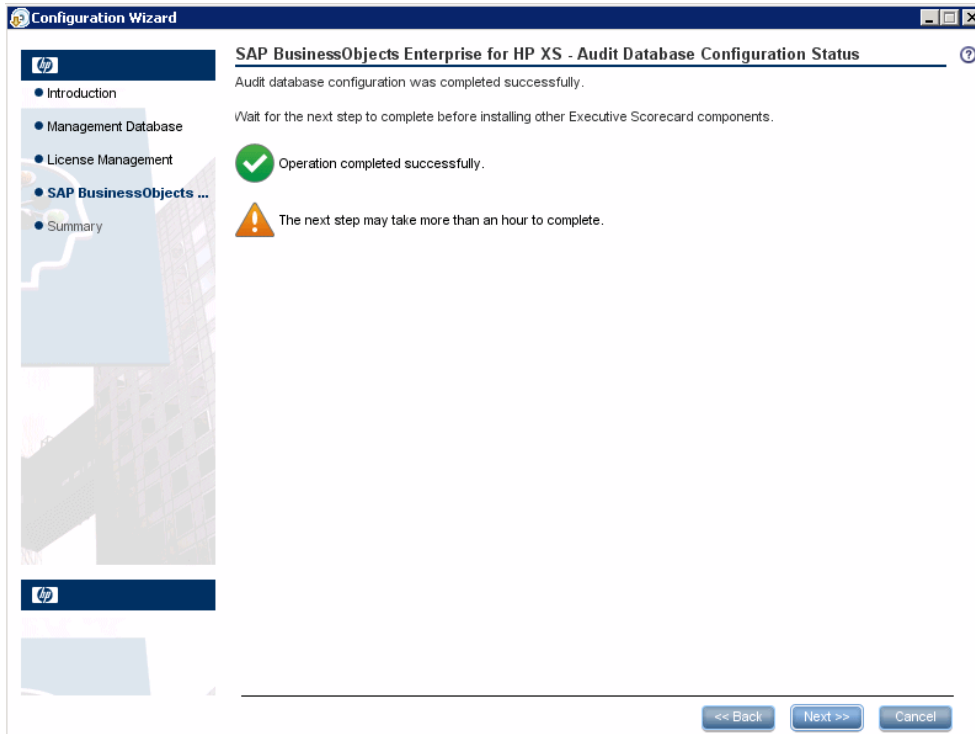 Configuration Wizard
SAP BusinessObjects Enterprise for HP XS - Audit Database Configuration Status
?
hp
Introduction
Management Database
License Management
SAP BusinessObjects ...
Summary
Audit database configuration was completed successfully.
Wait for the next step to complete before installing other Executive Scorecard components.
Operation completed successfully.
The next step may take more than an hour to complete.
hp
<< Back
Next >>
Cancel